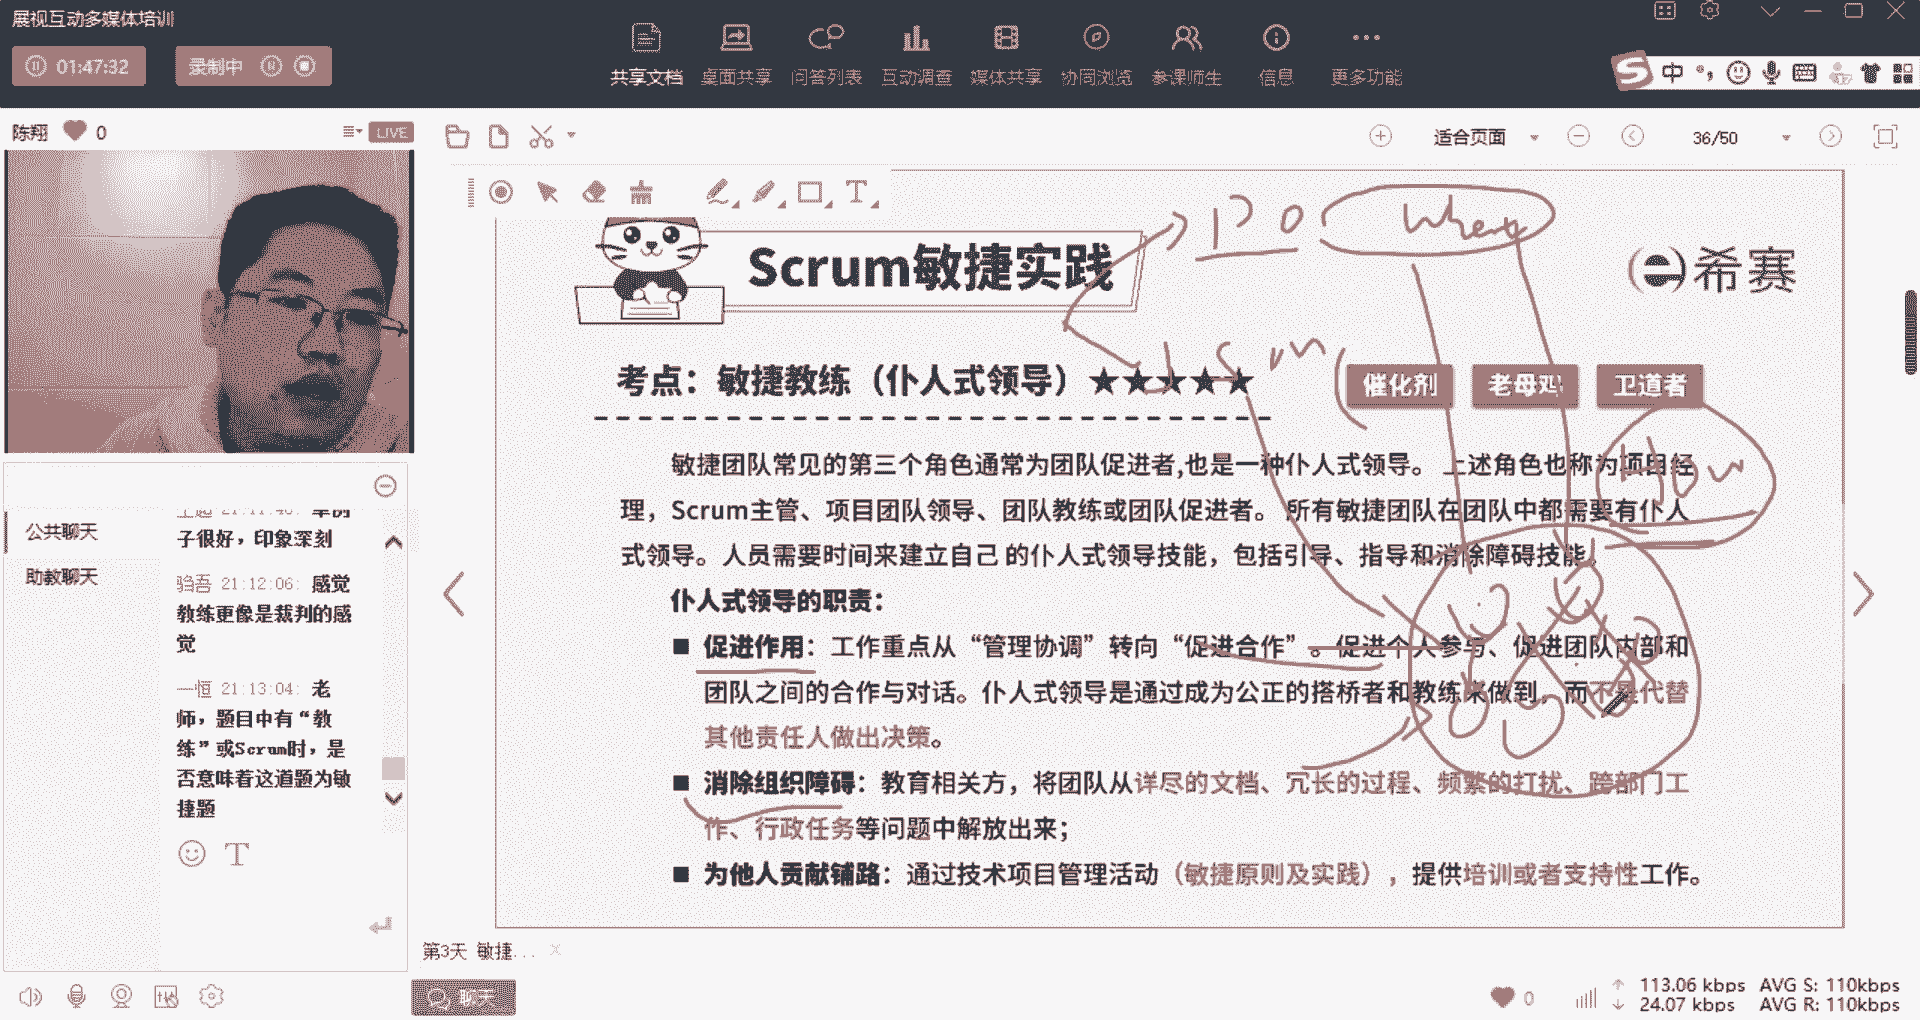 展视互动多媒体培训
01:47:32
录制中
共享文档 桌面共享 问答列表 互动调查 媒体共享 协同浏览 参课师生 信息 更多功能
中
陈翔 0
LIVE
适合页面
36/50
公共聊天
助教聊天
子很好，印象深刻
21:12:06: 感觉
教练更像是裁判的感
觉
一恒 21:13:04: 老
师，题目中有“教
练”或Scrum时，是
否意味着这道题为敏
捷题
Scrum敏捷实践
希赛
PO
when
sm
How
考点：敏捷教练（仆人式领导）★★★★★
催化剂 老母鸡 卫道者
敏捷团队常见的第三个角色通常为团队促进者,也是一种仆人式领导。 上述角色也称为项目经
理，Scrum主管、项目团队领导、团队教练或团队促进者。 所有敏捷团队在团队中都需要有仆人
式领导。人员需要时间来建立自己 的仆人式领导技能，包括引导、指导和消除障碍技能。
仆人式领导的职责：
■ 促进作用：工作重点从“管理协调”转向“促进合作”。促进个人参与、促进团队内部和
团队之间的合作与对话。仆人式领导是通过成为公正的搭桥者和教练来做到，而不是代替
其他责任人做出决策。
■ 消除组织障碍：教育相关方，将团队从详尽的文档、冗长的过程、频繁的打扰、跨部门工
作、行政任务等问题中解放出来；
■ 为他人贡献铺路：通过技术项目管理活动（敏捷原则及实践），提供培训或者支持性工作。
第3天 敏捷...
聊天
0
113.06 kbps AVG S: 110kbps
24.07 kbps AVG R: 110kbps